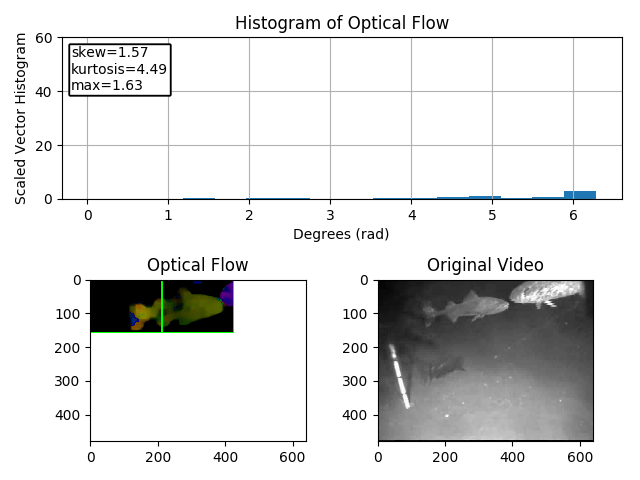 Histogram of Optical Flow
skew=1.57
kurtosis=4.49
max=1.63
Scaled Vector Histogram
60
40
20
0
0 1 2 3 4 5 6
Degrees (rad)
Optical Flow
0
100
200
300
400
0 200 400 600
Original Video
0
100
200
300
400
0 200 400 600